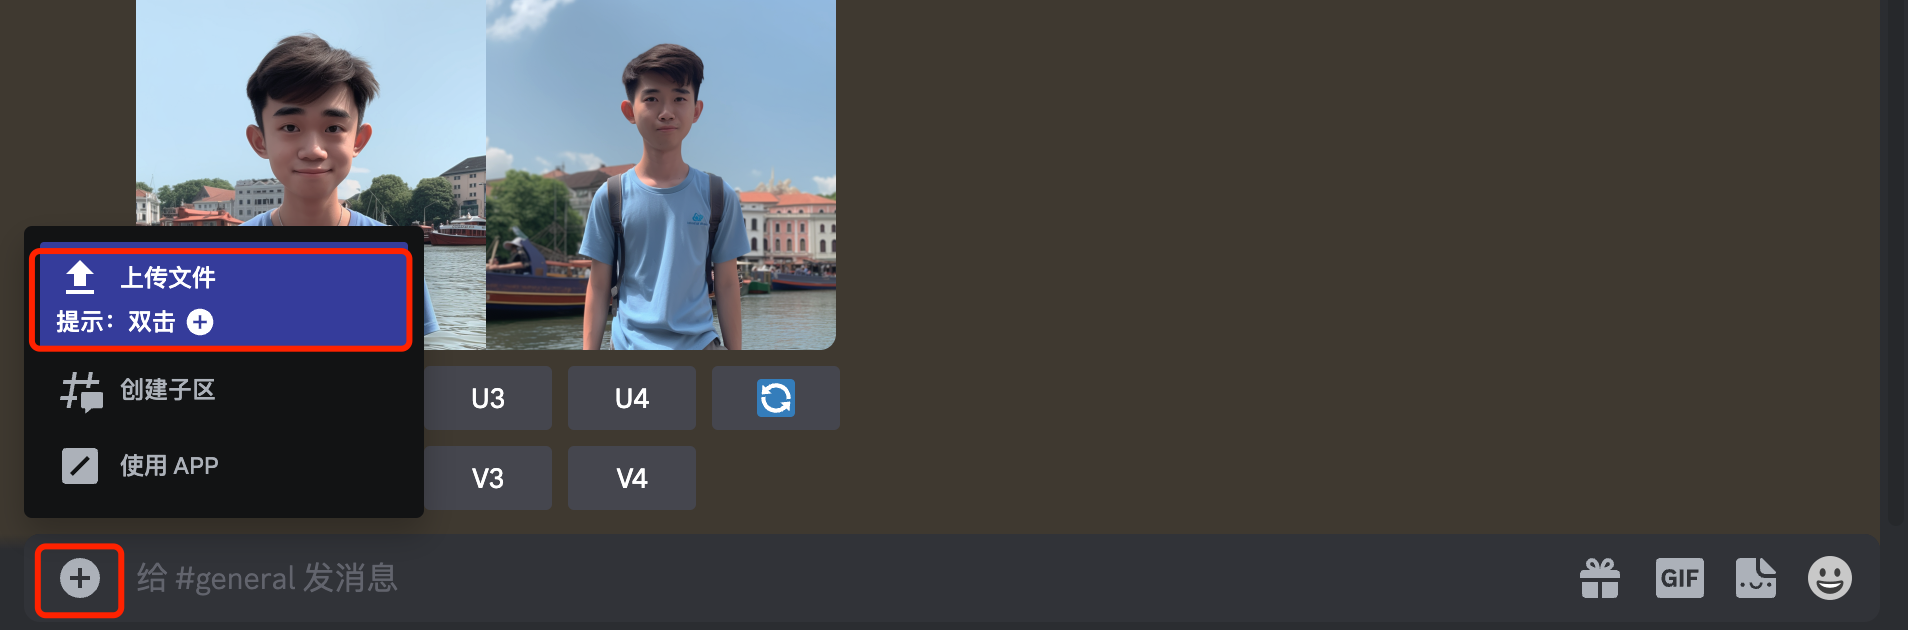 上传文件
提示：双击
创建子区
使用 APP
U3
U4
V3
V4
给 #general 发消息
GIF